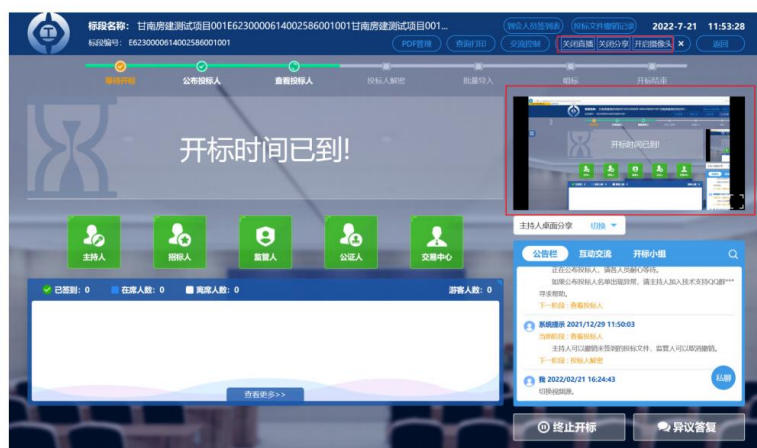 标段名称： 甘南房建测试项目001E6230000614002586001001甘南房建测试项目001...
到会人员签到表 投标文件撤销记录 2022-7-21 11:53:28
标段编号： E6230000614002586001001
PDF管理 查询打印 交流控制 关闭直播 关闭分享 开启摄像头 × 返回
等待开标 公布投标人 查看投标人 投标人解密 批量导入 唱标 开标结束
开标时间已到!
开标时间已到!
主持人桌面分享 切换
主持人 招标人 监管人 公证人 交易中心
公告栏 互动交流 开标小组
正在公布投标人，请各人员耐心等待。
如果公布投标人名单出现异常，请主持人加入技术支持QQ群***
寻求帮助。
下一阶段：查看投标人
已签到：0 在席人数：0 离席人数：0 游客人数：0
系统提示 2021/12/29 11:50:03
当前阶段：查看投标人
主持人可以撤销未签到的投标文件，监管人可以取消撤销。
下一阶段：投标人解密
我 2022/02/21 16:24:43
切换视频源。
私聊
查看更多>>
终止开标 异议答复